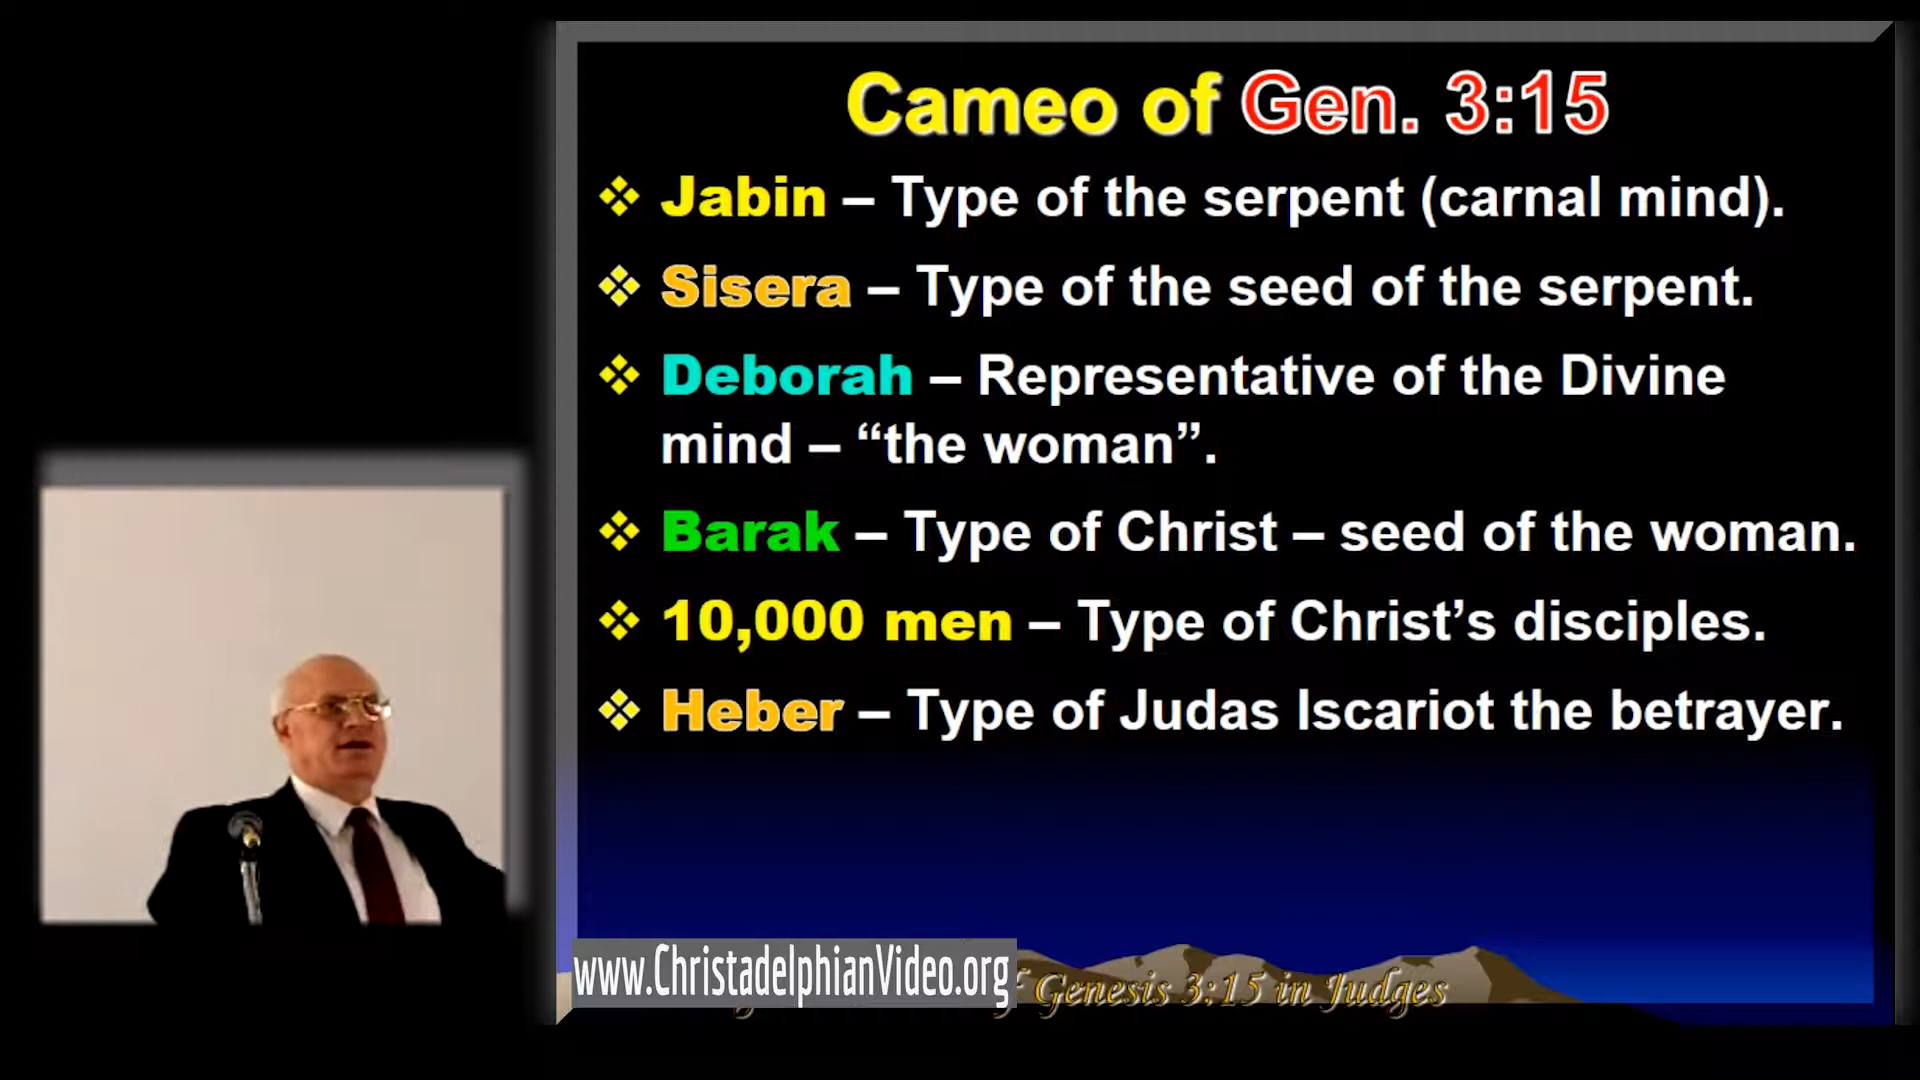 Cameo of Gen. 3:15
❖ Jabin – Type of the serpent (carnal mind).
❖ Sisera – Type of the seed of the serpent.
❖ Deborah – Representative of the Divine
mind – “the woman”.
❖ Barak – Type of Christ – seed of the woman.
❖ 10,000 men – Type of Christ’s disciples.
❖ Heber – Type of Judas Iscariot the betrayer.
www.ChristadelphianVideo.org
Genesis 3:15 in Judges